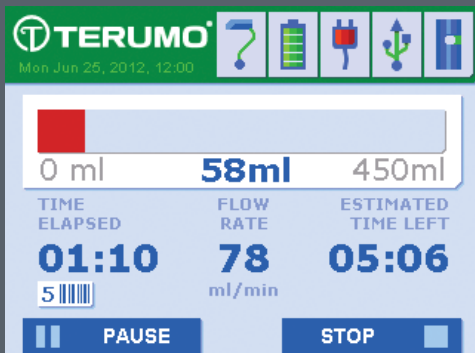 TERUMO
Mon Jun 25, 2012, 12:00
0 ml 58ml 450ml
TIME ELAPSED
FLOW RATE
ESTIMATED TIME LEFT
01:10 78 05:06
ml/min
5
PAUSE STOP